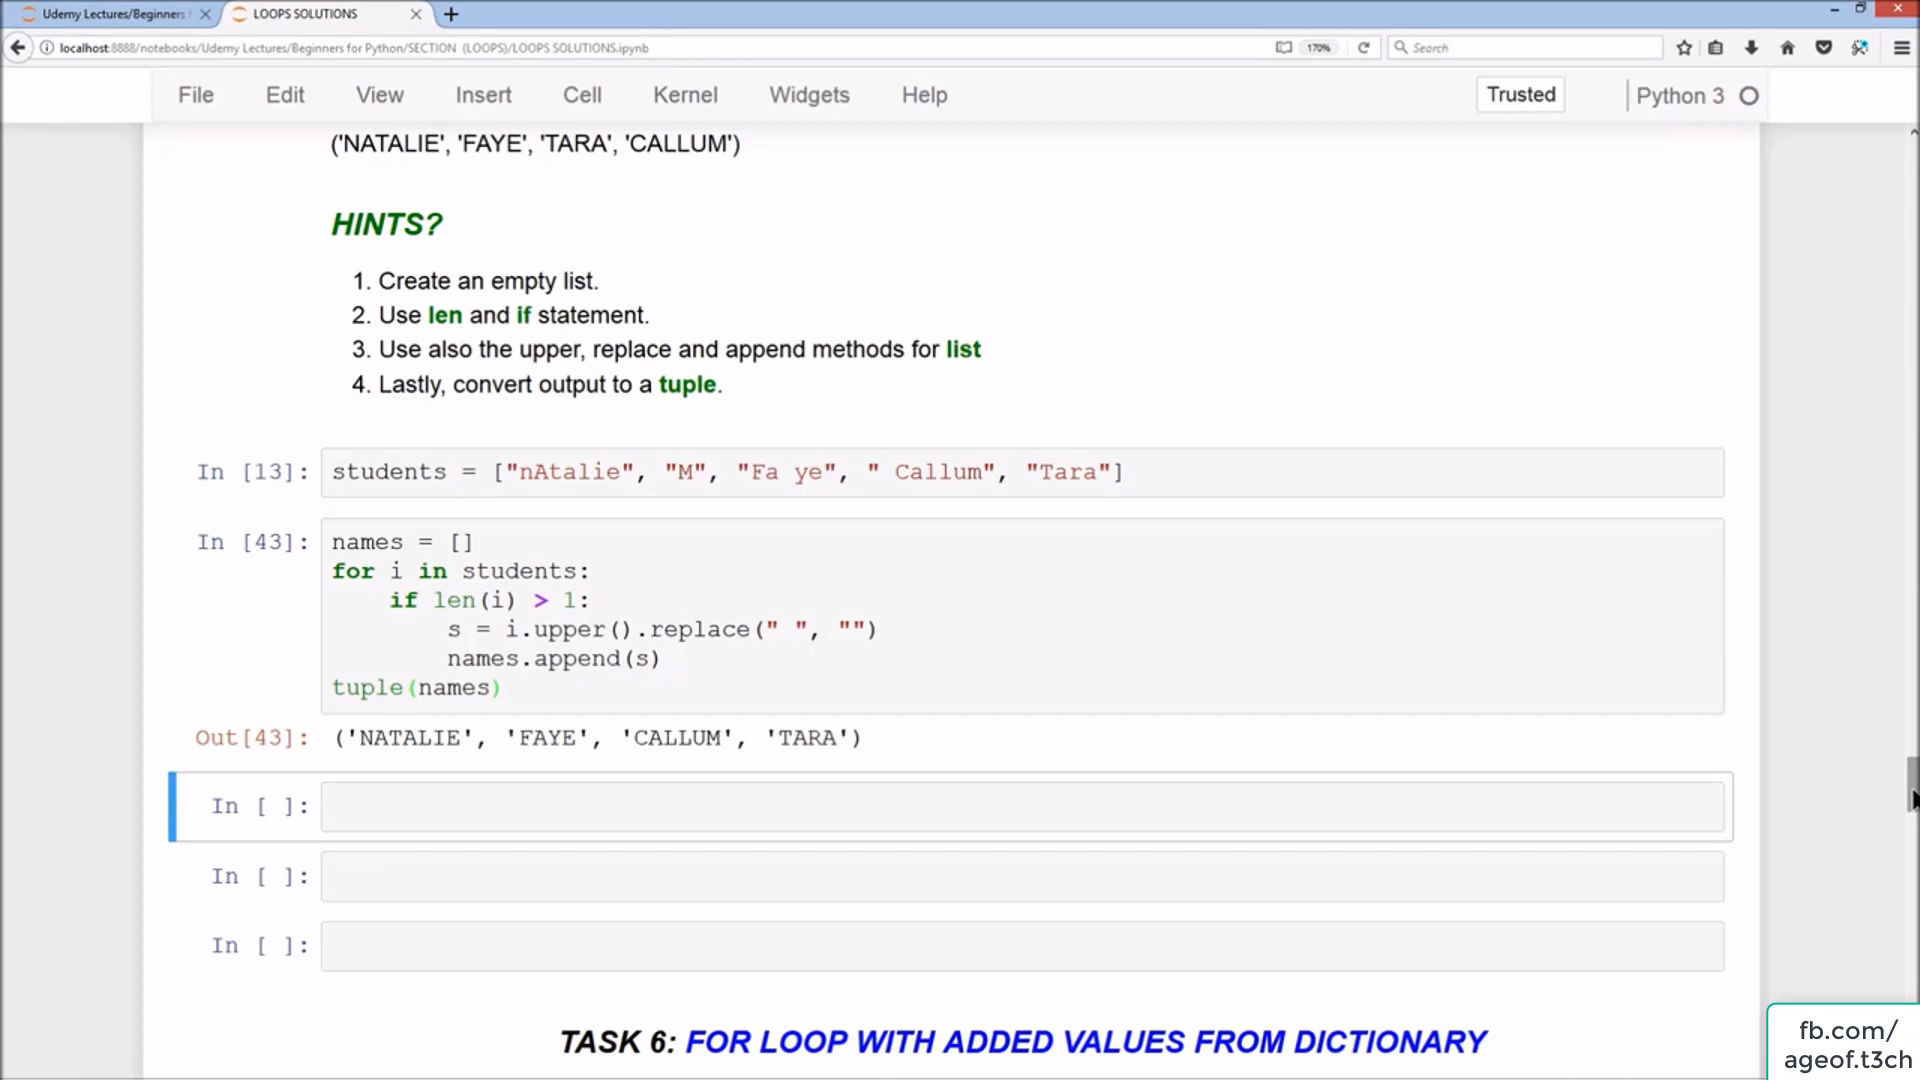 Udemy Lectures/Beginners
LOOPS SOLUTIONS
localhost:8888/notebooks/Udemy Lectures/Beginners for Python/SECTION (LOOPS)/LOOPS SOLUTIONS.ipynb
170%
Search
File Edit View Insert Cell Kernel Widgets Help
Trusted
Python 3
('NATALIE', 'FAYE', 'TARA', 'CALLUM')
HINTS?
1. Create an empty list.
2. Use len and if statement.
3. Use also the upper, replace and append methods for list
4. Lastly, convert output to a tuple.
In [13]: students = ["nAtalie", "M", "Fa ye", " Callum", "Tara"]
In [43]: names = []
for i in students:
    if len(i) > 1:
        s = i.upper().replace(" ", "")
        names.append(s)
tuple(names)
Out[43]: ('NATALIE', 'FAYE', 'CALLUM', 'TARA')
In [ ]:
In [ ]:
In [ ]:
TASK 6: FOR LOOP WITH ADDED VALUES FROM DICTIONARY
fb.com/
ageof.t3ch